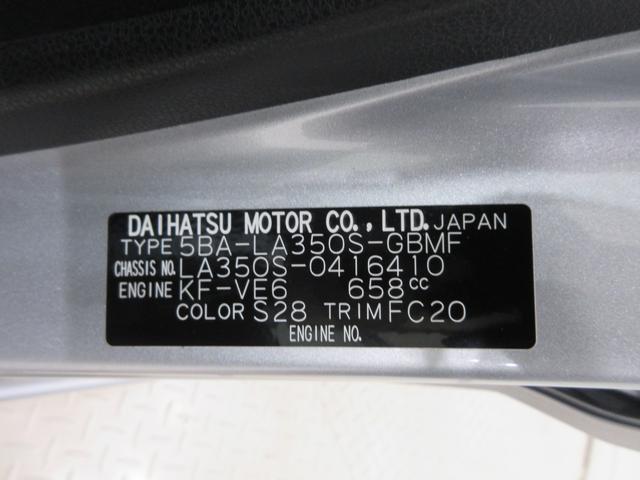 DAIHATSU MOTOR CO., LTD. JAPAN
TYPE 5BA-LA350S-GBMF
CHASSIS NO. LA350S-0416410
ENGINE KF-VE6 658cc
COLOR S28 TRIM FC20
ENGINE NO.